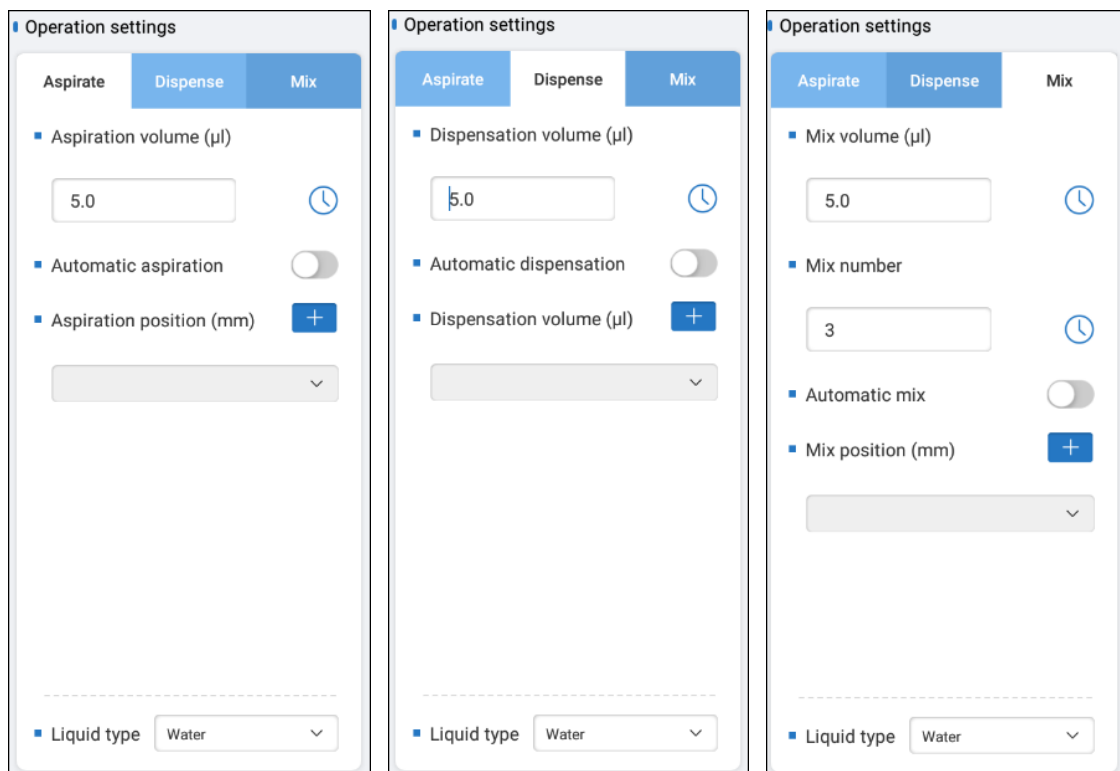 Operation settings
Aspirate Dispense Mix
Aspiration volume (µl)
5.0
Automatic aspiration
Aspiration position (mm)
Liquid type Water
Operation settings
Aspirate Dispense Mix
Dispensation volume (µl)
5.0
Automatic dispensation
Dispensation volume (µl)
Liquid type Water
Operation settings
Aspirate Dispense Mix
Mix volume (µl)
5.0
Mix number
3
Automatic mix
Mix position (mm)
Liquid type Water